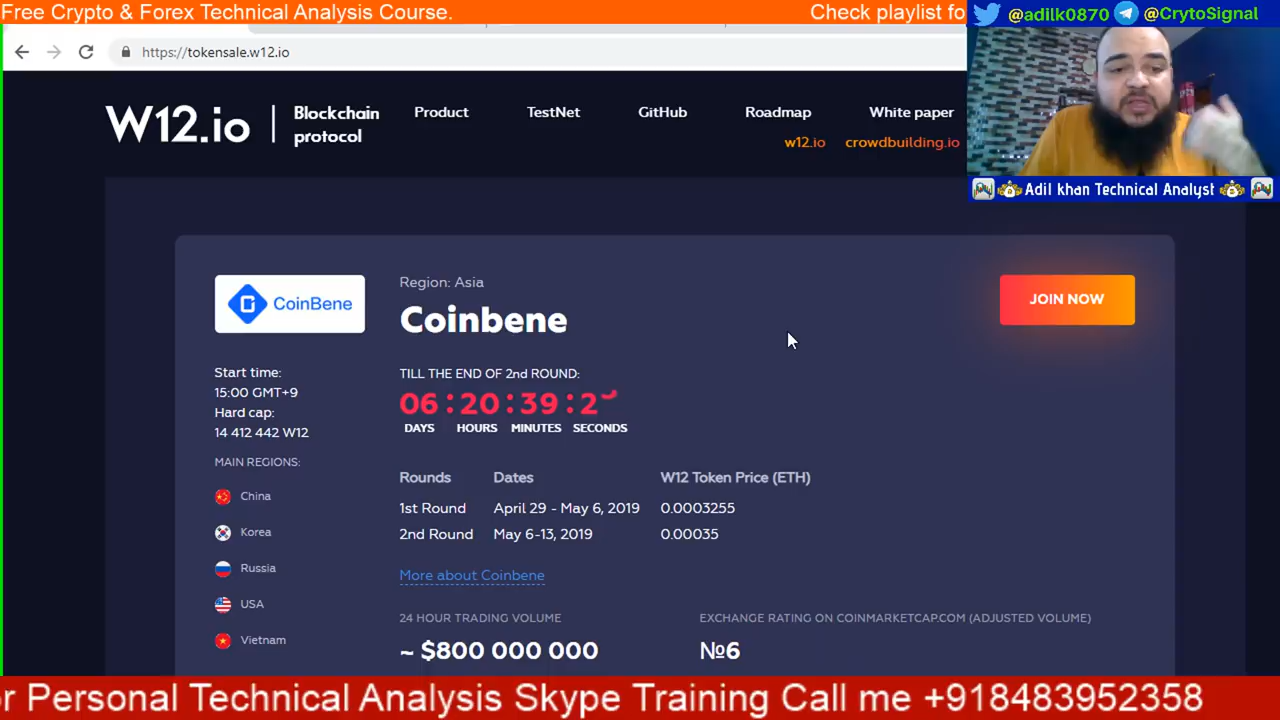 Free Crypto & Forex Technical Analysis Course.
Check playlist fo
@adilk0870 @CrytoSignal
https://tokensale.w12.io
W12.io | Blockchain protocol
Product TestNet GitHub Roadmap White paper
w12.io crowdbuilding.io
Adil khan Technical Analyst
CoinBene
Region: Asia
Coinbene
JOIN NOW
Start time:
15:00 GMT+9
Hard cap:
14 412 442 W12
MAIN REGIONS:
China
Korea
Russia
USA
Vietnam
TILL THE END OF 2nd ROUND:
06 : 20 : 39 : 2
DAYS HOURS MINUTES SECONDS
Rounds Dates W12 Token Price (ETH)
1st Round April 29 - May 6, 2019 0.0003255
2nd Round May 6-13, 2019 0.00035
More about Coinbene
24 HOUR TRADING VOLUME
~ $800 000 000
EXCHANGE RATING ON COINMARKETCAP.COM (ADJUSTED VOLUME)
№6
or Personal Technical Analysis Skype Training Call me +918483952358